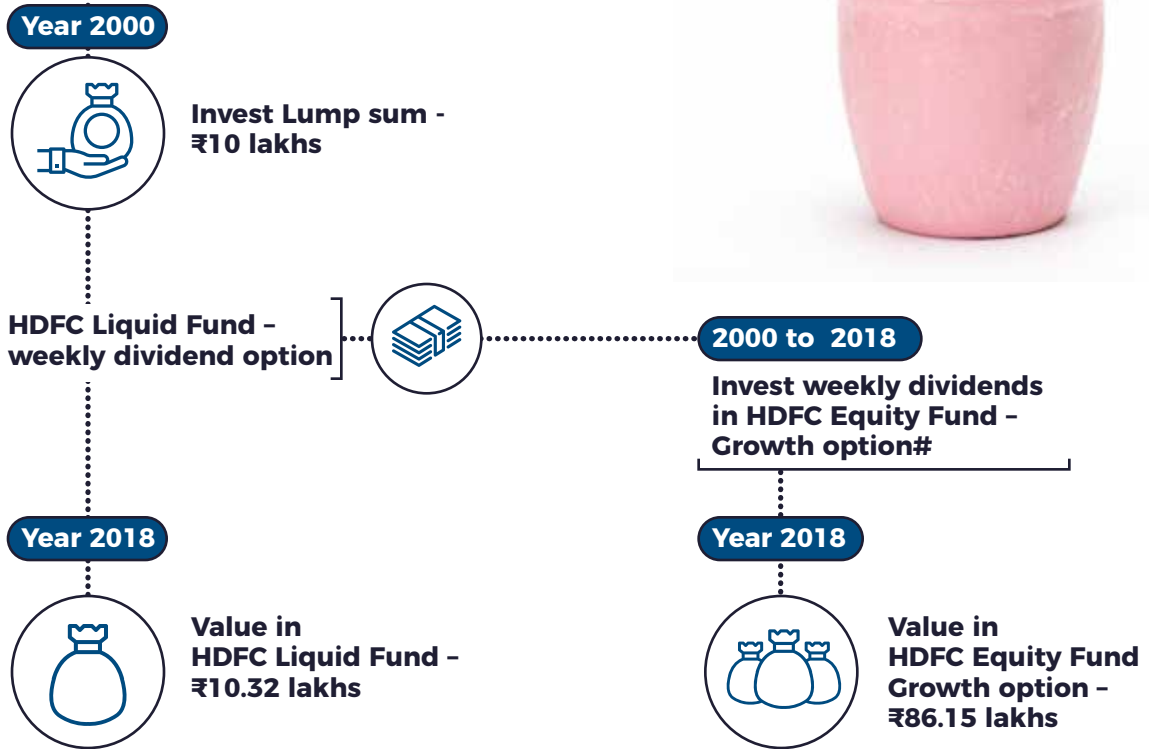 Year 2000
Invest Lump sum -
₹10 lakhs
HDFC Liquid Fund –
weekly dividend option
2000 to 2018
Invest weekly dividends
in HDFC Equity Fund –
Growth option#
Year 2018
Value in
HDFC Liquid Fund –
₹10.32 lakhs
Year 2018
Value in
HDFC Equity Fund
Growth option –
₹86.15 lakhs